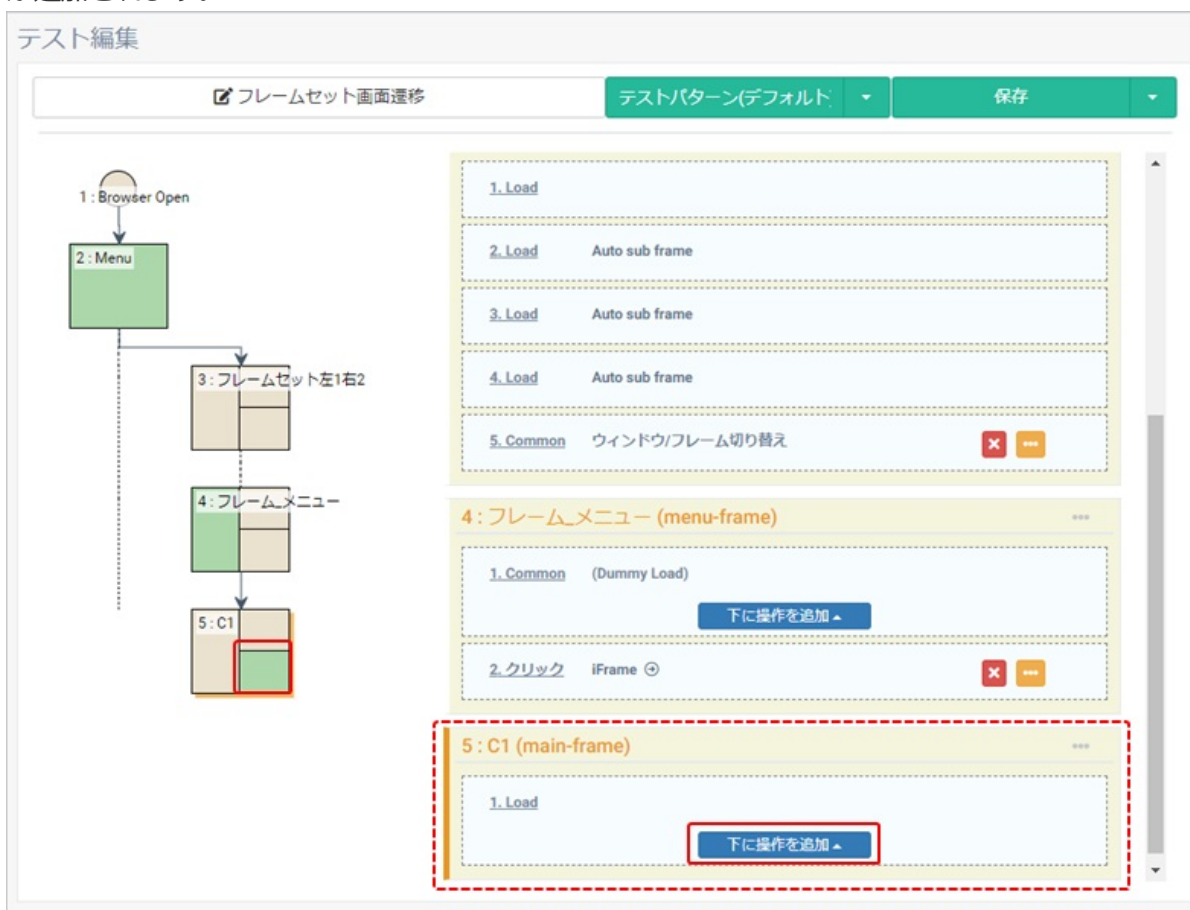 が追加されます。
テスト編集
フレームセット画面遷移
テストパターン(デフォルト)
保存
1 : Browser Open
2 : Menu
3 : フレームセット左1右2
4 : フレーム_メニュー
5 : C1
1. Load
2. Load Auto sub frame
3. Load Auto sub frame
4. Load Auto sub frame
5. Common ウィンドウ/フレーム切り替え
4 : フレーム_メニュー (menu-frame)
1. Common (Dummy Load)
下に操作を追加
2. クリック iFrame
5 : C1 (main-frame)
1. Load
下に操作を追加